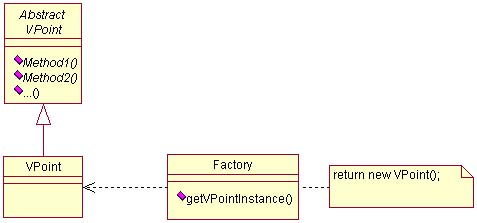 Abstract
VPoint
Method1()
Method2()
...()
VPoint
Factory
getVPointInstance()
return new VPoint();